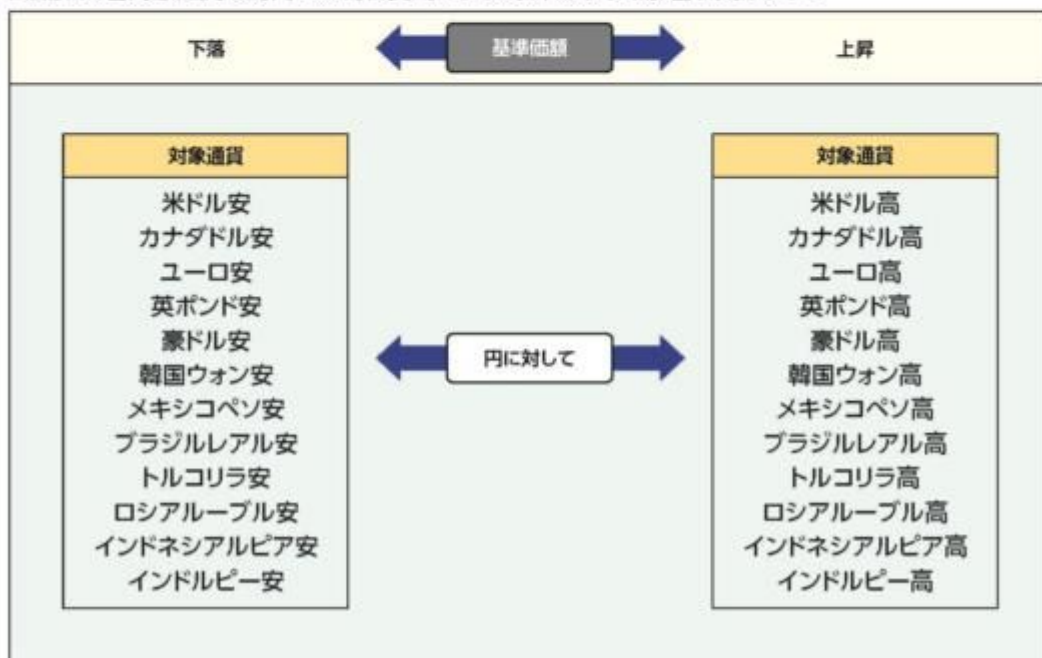 下落
基準価額
上昇
対象通貨
米ドル安
カナダドル安
ユーロ安
英ポンド安
豪ドル安
韓国ウォン安
メキシコペソ安
ブラジルレアル安
トルコリラ安
ロシアルーブル安
インドネシアルピア安
インドルピー安
円に対して
対象通貨
米ドル高
カナダドル高
ユーロ高
英ポンド高
豪ドル高
韓国ウォン高
メキシコペソ高
ブラジルレアル高
トルコリラ高
ロシアルーブル高
インドネシアルピア高
インドルピー高